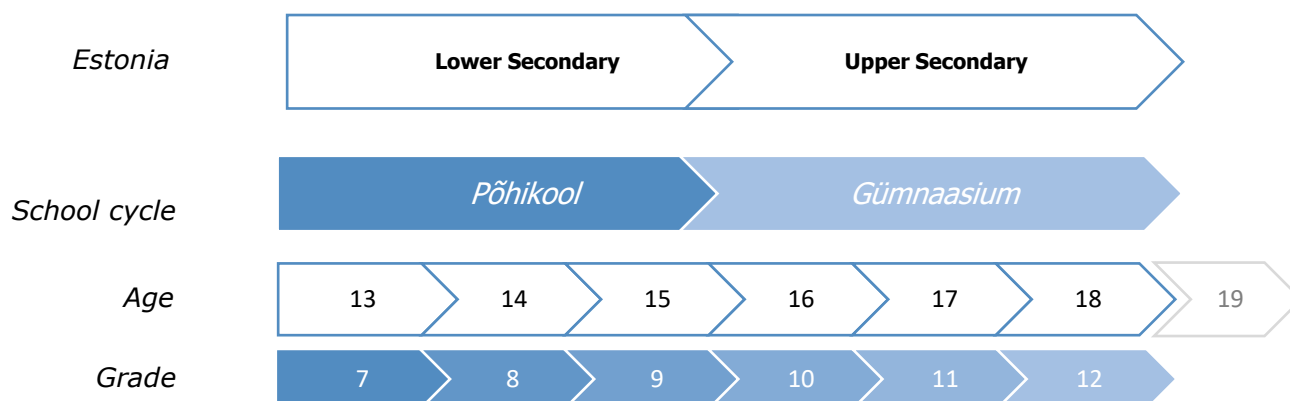 Estonia
Lower Secondary Upper Secondary
School cycle
Põhikool Gümnaasium
Age
13 14 15 16 17 18 19
Grade
7 8 9 10 11 12